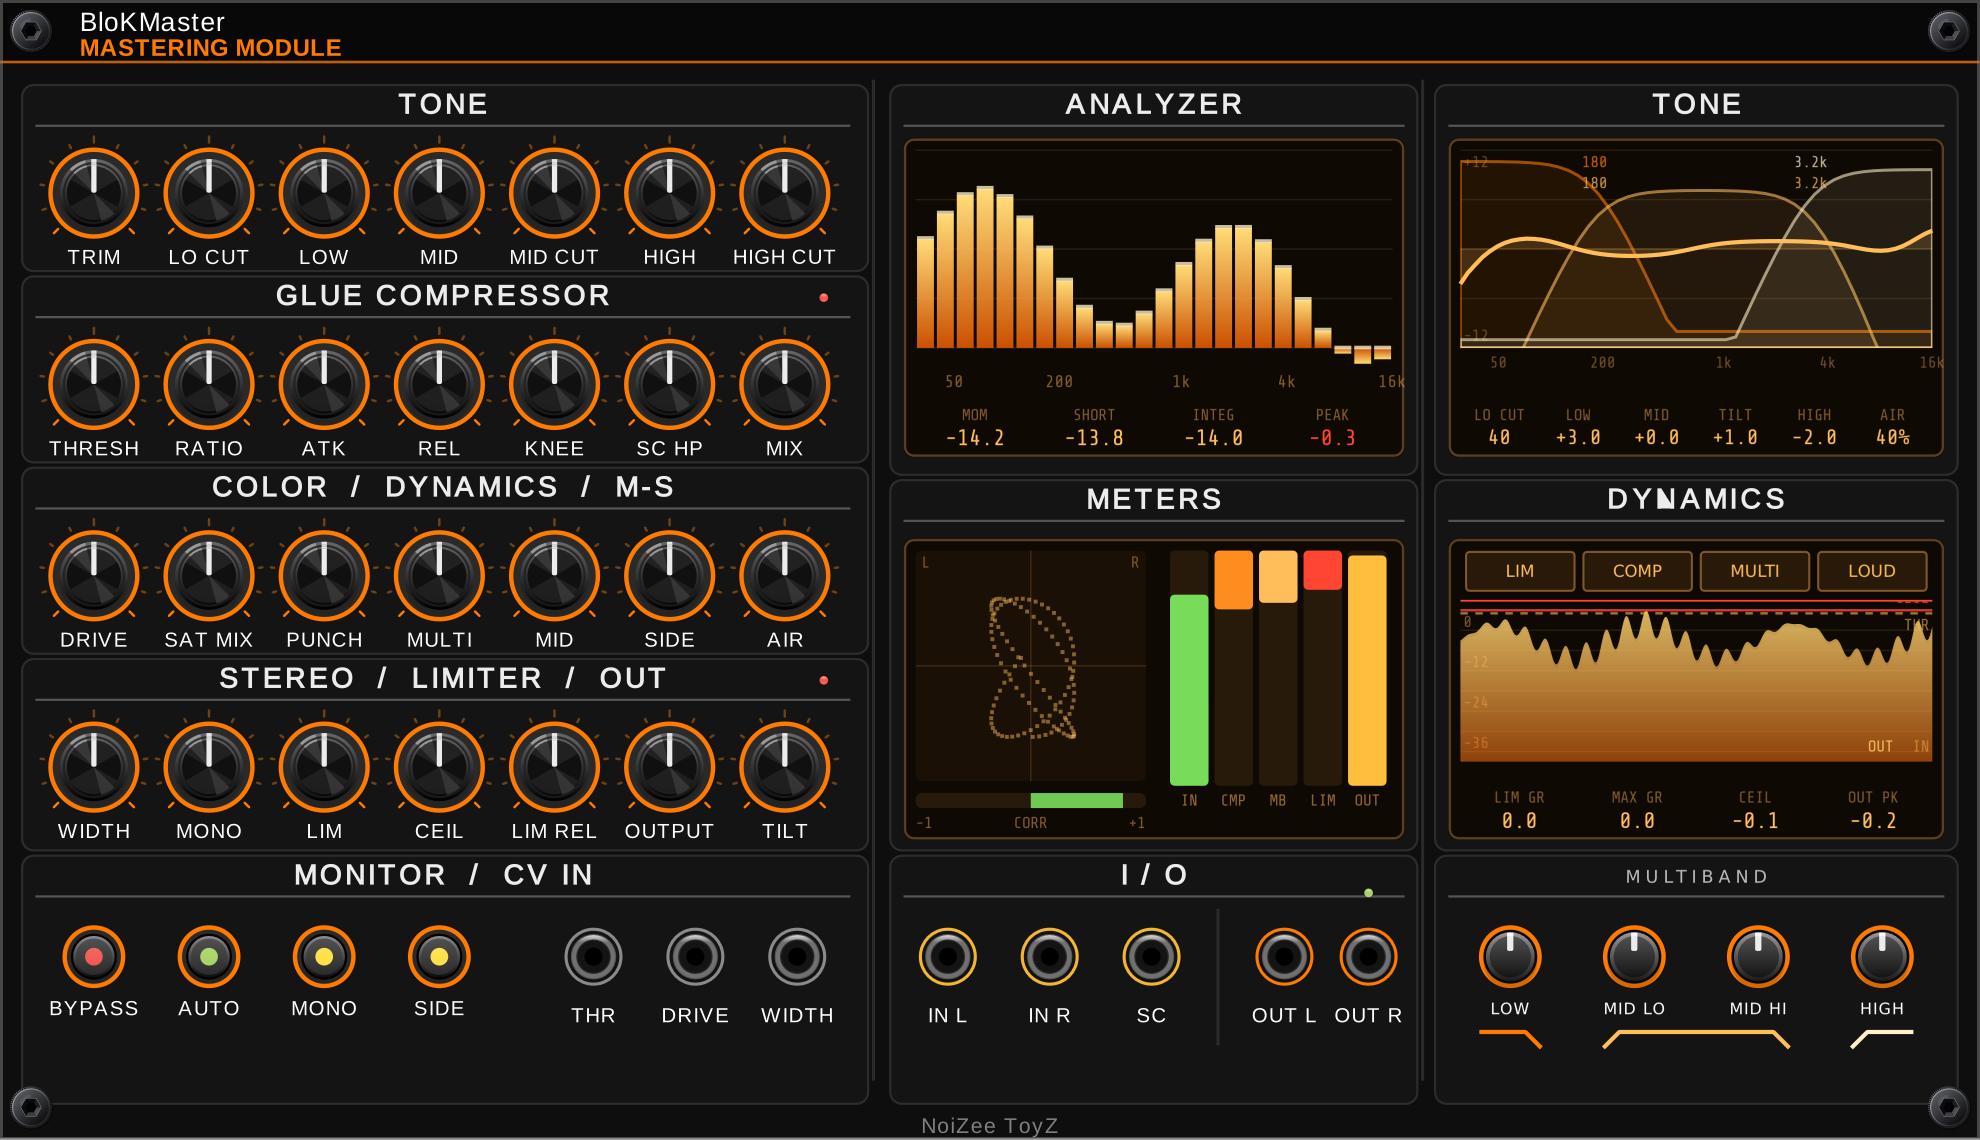 BloKMaster
MASTERING MODULE
TONE
TRIM LO CUT LOW MID MID CUT HIGH HIGH CUT
GLUE COMPRESSOR
THRESH RATIO ATK REL KNEE SC HP MIX
COLOR / DYNAMICS / M-S
DRIVE SAT MIX PUNCH MULTI MID SIDE AIR
STEREO / LIMITER / OUT
WIDTH MONO LIM CEIL LIM REL OUTPUT TILT
MONITOR / CV IN
BYPASS AUTO MONO SIDE THR DRIVE WIDTH
ANALYZER
50 200 1k 4k 16k
MOM SHORT INTEG PEAK
-14.2 -13.8 -14.0 -0.3
METERS
L R
IN CMP MB LIM OUT
-1 CORR +1
I / O
IN L IN R SC OUT L OUT R
TONE
+12 180 3.2k
180 3.2k
-12
50 200 1k 4k 16k
LO CUT LOW MID TILT HIGH AIR
40 +3.0 +0.0 +1.0 -2.0 40%
DYNAMICS
LIM COMP MULTI LOUD
0 THR
-12
-24
-36 OUT IN
LIM GR MAX GR CEIL OUT PK
0.0 0.0 -0.1 -0.2
MULTIBAND
LOW MID LO MID HI HIGH
NoiZee ToyZ